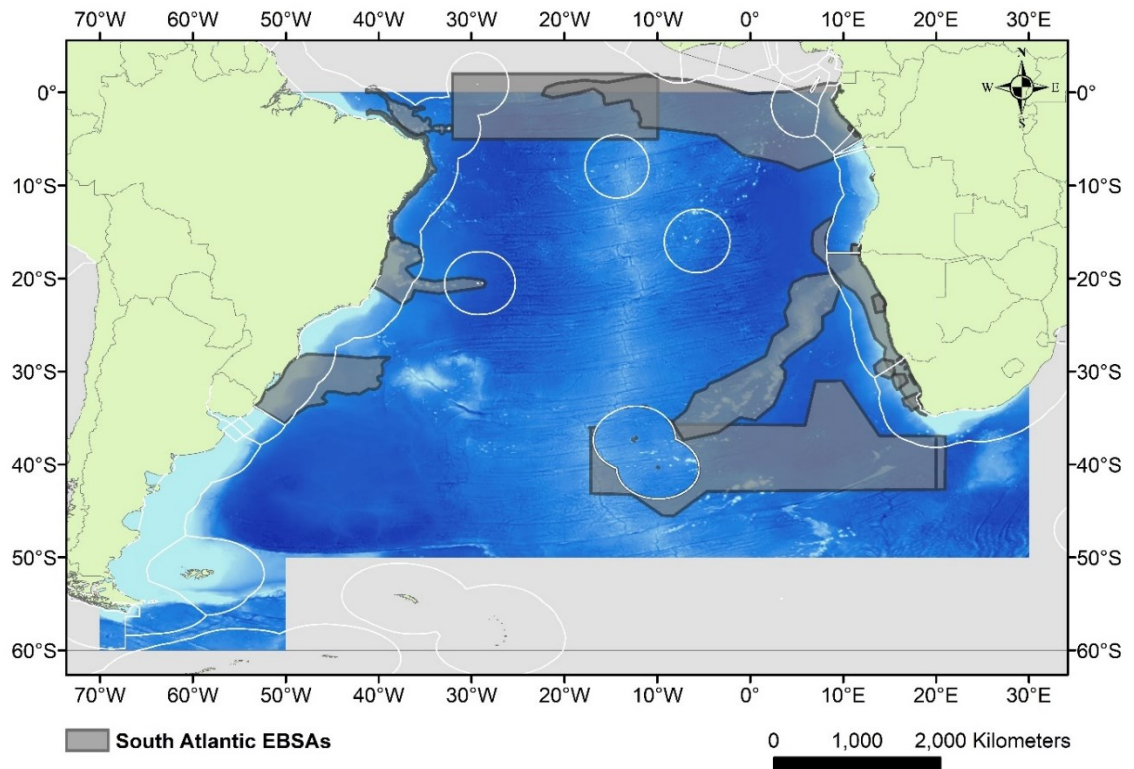 70°W 60°W 50°W 40°W 30°W 20°W 10°W 0° 10°E 20°E 30°E
N
W E
S
0° 0°
10°S 10°S
20°S 20°S
30°S 30°S
40°S 40°S
50°S 50°S
60°S 60°S
70°W 60°W 50°W 40°W 30°W 20°W 10°W 0° 10°E 20°E 30°E
South Atlantic EBSAs
0 1,000 2,000 Kilometers